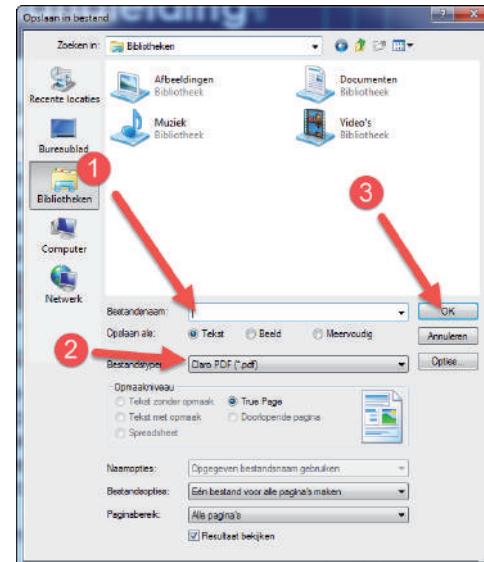 Opslaan in bestand
Zoeken in: Bibliotheken
Recente locaties
Bureaublad
Bibliotheken
Computer
Netwerk
Afbeeldingen
Bibliotheek
Documenten
Bibliotheek
Muziek
Bibliotheek
Video's
Bibliotheek
1
3
2
Bestandsnaam:
OK
Opslaan als: Tekst Beeld Meervoudig
Annuleren
Bestandstype: Claro PDF (*.pdf)
Opties...
Opmaakniveau
Tekst zonder opmaak True Page
Tekst met opmaak Doorlopende pagina
Spreadsheet
Naamopties: Opgegeven bestandsnaam gebruiken
Bestandsopties: Eén bestand voor alle pagina's maken
Paginabereik: Alle pagina's
Resultaat bekijken